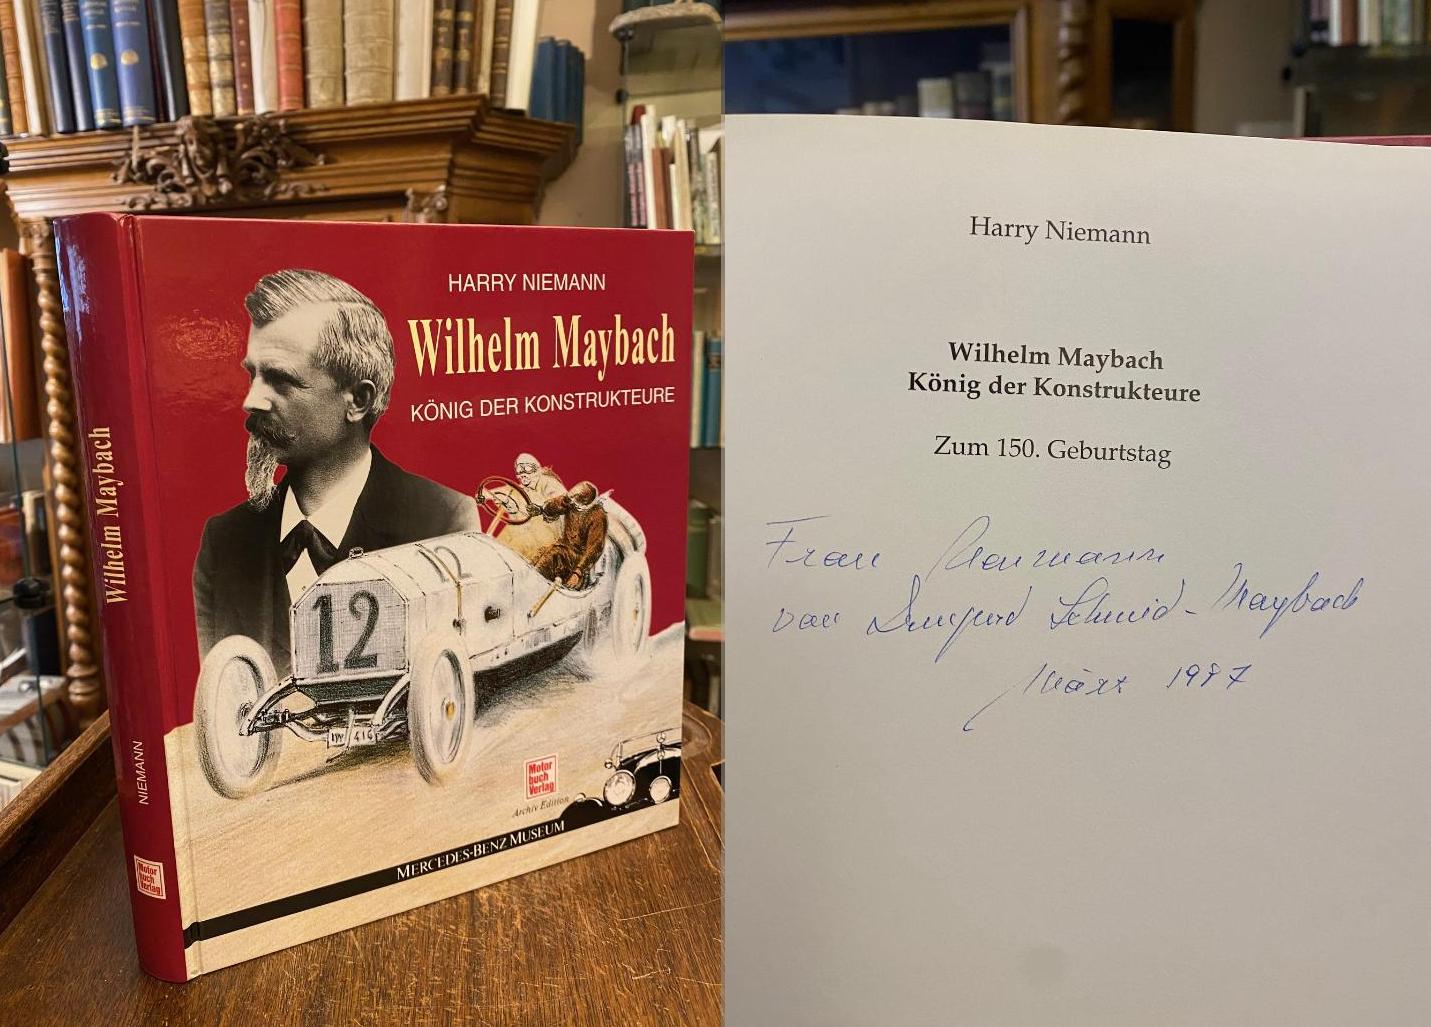 HARRY NIEMANN
Wilhelm Maybach
KÖNIG DER KONSTRUKTEURE
12
12
Motor
buch
Verlag
Archiv Edition
MERCEDES-BENZ MUSEUM
Wilhelm Maybach
NIEMANN
Motor
buch
Verlag
Harry Niemann
Wilhelm Maybach
König der Konstrukteure
Zum 150. Geburtstag
Frau
von Irmgard Schmid-Maybach
März 1997